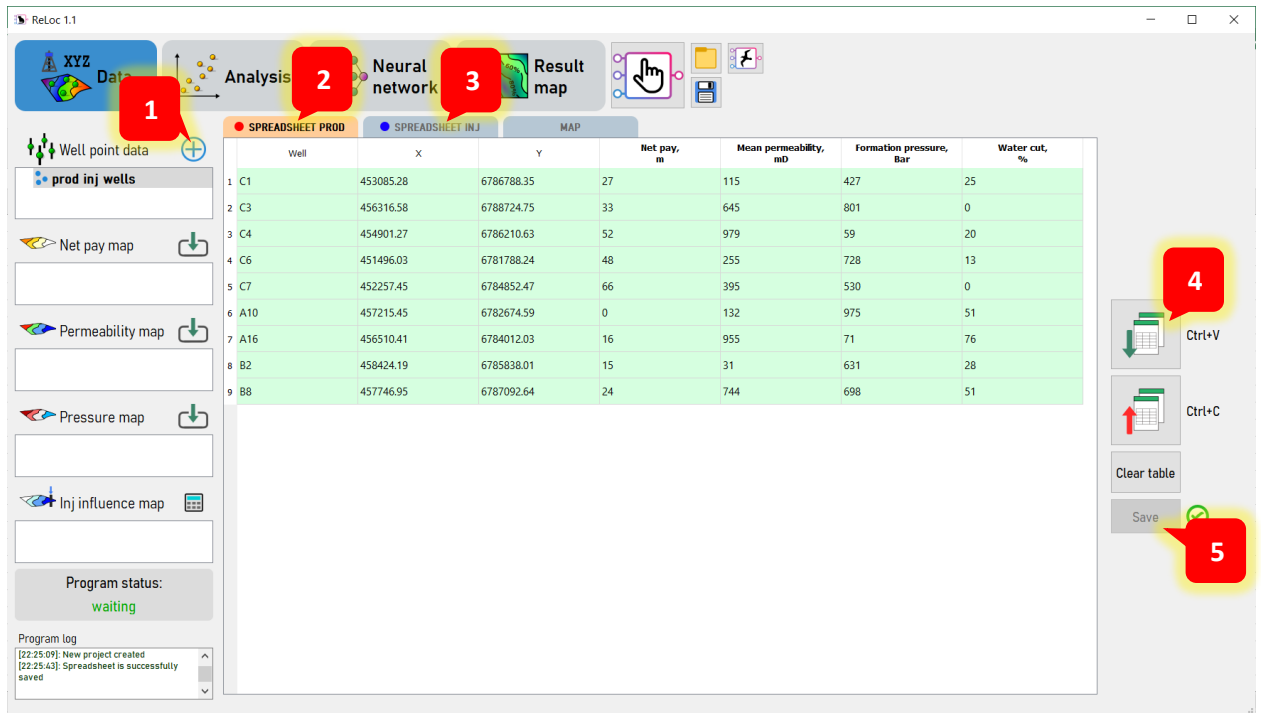 ReLoc 1.1
XYZ
Data
Analysis
Neural
network
Result
map
1
2
3
SPREADSHEET PROD
SPREADSHEET INJ
MAP
Well point data
prod inj wells
Net pay map
Permeability map
Pressure map
Inj influence map
Program status:
waiting
Program log
[22:25:09]: New project created
[22:25:43]: Spreadsheet is successfully
saved
Well X Y Net pay, m Mean permeability, mD Formation pressure, Bar Water cut, %
1 C1 453085.28 6786788.35 27 115 427 25
2 C3 456316.58 6788724.75 33 645 801 0
3 C4 454901.27 6786210.63 52 979 59 20
4 C6 451496.03 6781788.24 48 255 728 13
5 C7 452257.45 6784852.47 66 395 530 0
6 A10 457215.45 6782674.59 0 132 975 51
7 A16 456510.41 6784012.03 16 955 71 76
8 B2 458424.19 6785838.01 15 31 631 28
9 B8 457746.95 6787092.64 24 744 698 51
4
Ctrl+V
Ctrl+C
Clear table
Save
5